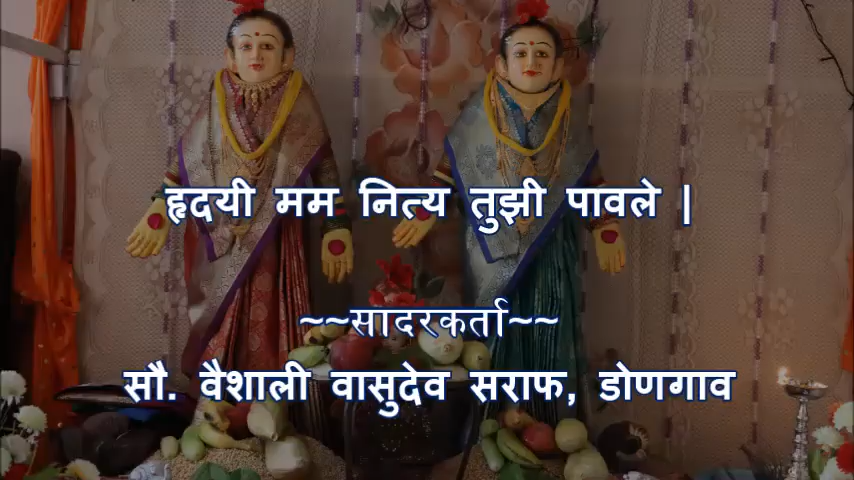 हृदयी मम नित्य तुझी पावले |
~~सादरकर्ता~~
सौ. वैशाली वासुदेव सराफ, डोणगाव